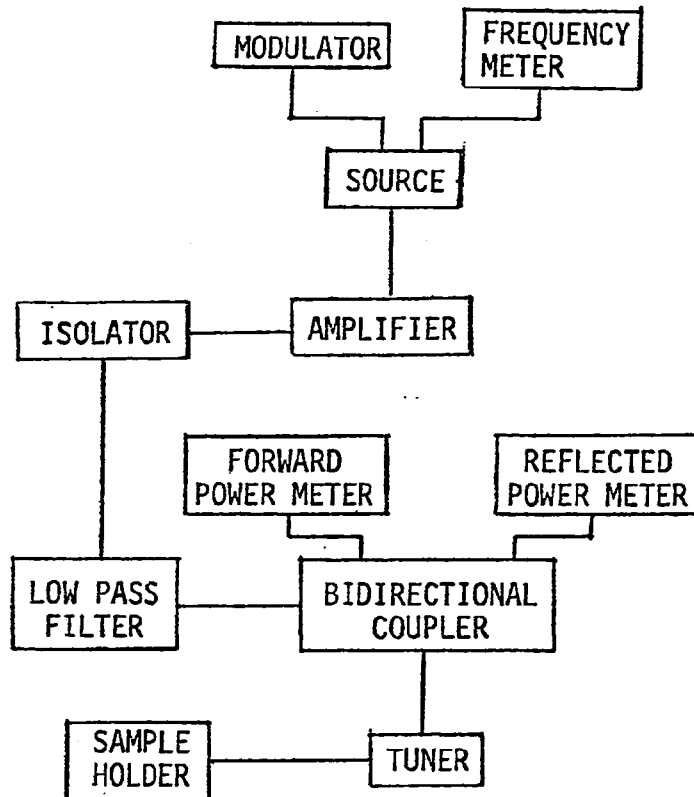 MODULATOR
FREQUENCY
METER
SOURCE
ISOLATOR
AMPLIFIER
FORWARD
POWER METER
REFLECTED
POWER METER
LOW PASS
FILTER
BIDIRECTIONAL
COUPLER
SAMPLE
HOLDER
TUNER